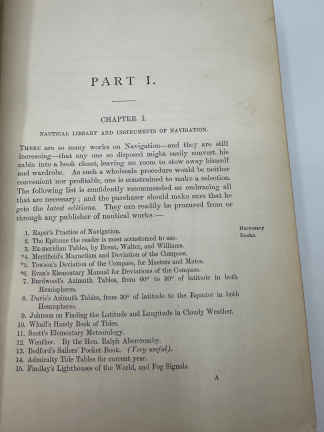 PART I.
CHAPTER I.
NAUTICAL LIBRARY AND INSTRUMENTS OF NAVIGATION.
THERE are so many works on Navigation—and they are still
increasing—that any one so disposed might easily convert his
cabin into a book closet, leaving no room to stow away himself
and wardrobe. As such a wholesale procedure would be neither
convenient nor profitable, one is constrained to make a selection.
The following list is confidently recommended as embracing all
that are necessary; and the purchaser should make sure that he
gets the latest editions. They can readily be procured from or
through any publisher of nautical works:—
Necessary
Books.
1. Raper's Practice of Navigation.
2. The Epitome the reader is most accustomed to use.
3. Ex-meridian Tables, by Brent, Walter, and Williams.
*4. Merrifield's Magnetism and Deviation of the Compass.
*5. Towson's Deviation of the Compass, for Masters and Mates.
*6. Evans's Elementary Manual for Deviations of the Compass.
7. Burdwood's Azimuth Tables, from 60° to 30° of latitude in both
Hemispheres.
8. Davis's Azimuth Tables, from 30° of latitude to the Equator in both
Hemispheres.
9. Johnson on Finding the Latitude and Longitude in Cloudy Weather.
10. Whall's Handy Book of Tides.
11. Scott's Elementary Meteorology.
12. Weather. By the Hon. Ralph Abercromby.
13. Bedford's Sailors' Pocket Book. (Very useful).
14. Admiralty Tide Tables for current year.
15. Findlay's Lighthouses of the World, and Fog Signals.
A